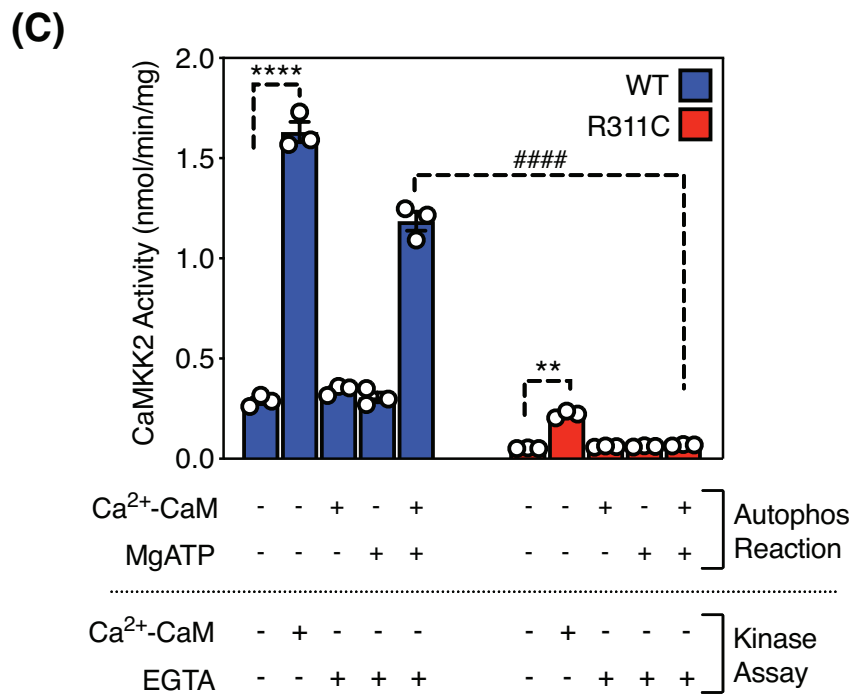 (C)
CaMKK2 Activity (nmol/min/mg)
2.0
1.5
1.0
0.5
0.0
****
WT
R311C
####
**
Ca²⁺-CaM - - + - + - - + - +
MgATP - - - + + - - - + +
Autophos
Reaction
Ca²⁺-CaM - + - - - - + - - -
EGTA - - + + + - - + + +
Kinase
Assay